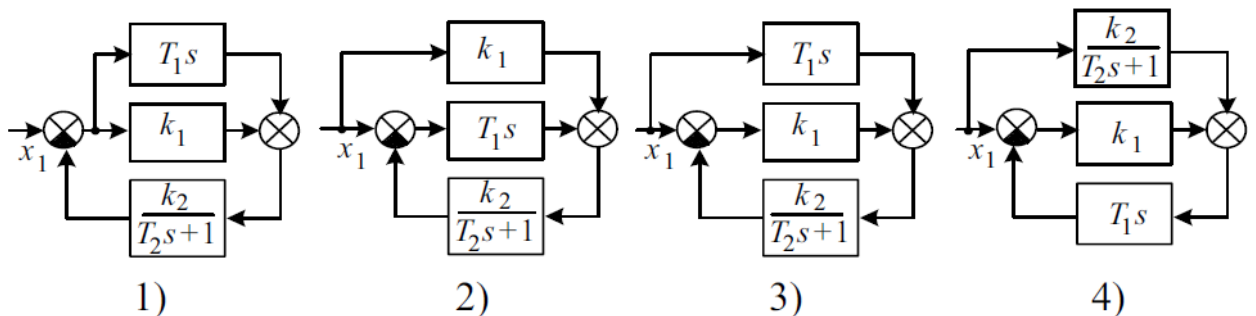 T₁s
k₁
x₁
k₂
T₂s+1
1)
k₁
T₁s
x₁
k₂
T₂s+1
2)
T₁s
k₁
x₁
k₂
T₂s+1
3)
k₂
T₂s+1
k₁
x₁
T₁s
4)